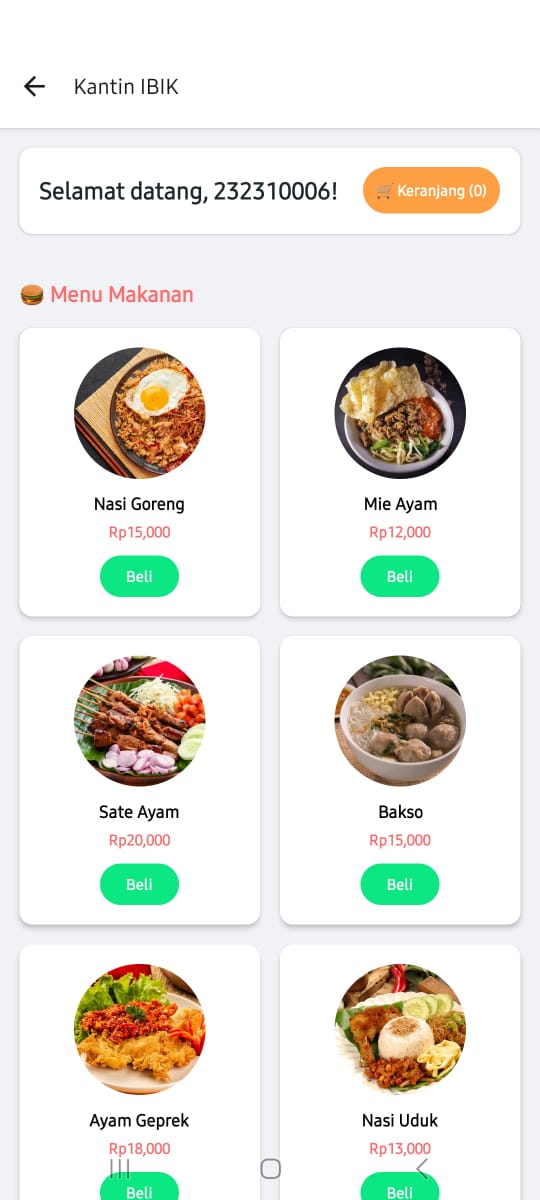 Kantin IBIK
Selamat datang, 232310006!
🛒 Keranjang (0)
🍔 Menu Makanan
Nasi Goreng
Rp15,000
Beli
Mie Ayam
Rp12,000
Beli
Sate Ayam
Rp20,000
Beli
Bakso
Rp15,000
Beli
Ayam Geprek
Rp18,000
Beli
Nasi Uduk
Rp13,000
Beli